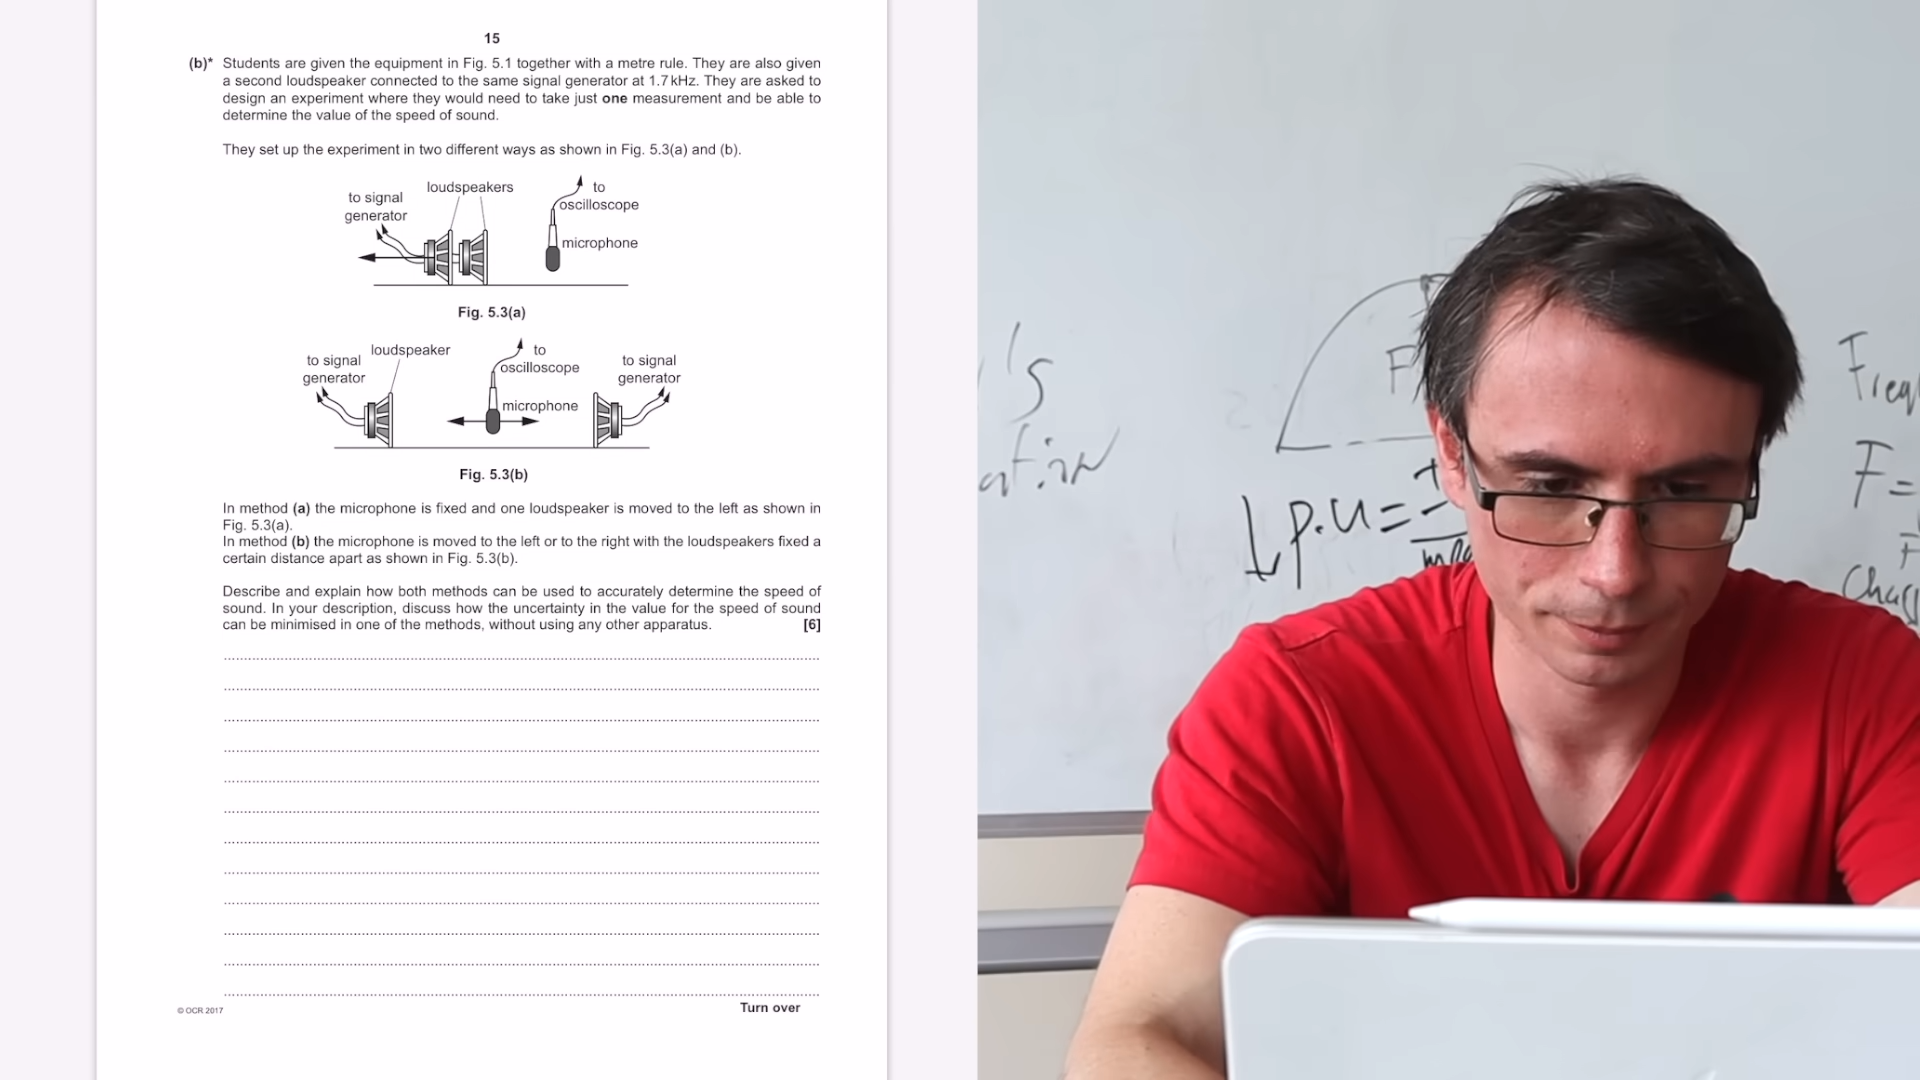 15
(b)* Students are given the equipment in Fig. 5.1 together with a metre rule. They are also given
a second loudspeaker connected to the same signal generator at 1.7 kHz. They are asked to
design an experiment where they would need to take just one measurement and be able to
determine the value of the speed of sound.
They set up the experiment in two different ways as shown in Fig. 5.3(a) and (b).
to signal
generator
loudspeakers
to
oscilloscope
microphone
Fig. 5.3(a)
to signal
generator
loudspeaker
to
oscilloscope
microphone
to signal
generator
Fig. 5.3(b)
In method (a) the microphone is fixed and one loudspeaker is moved to the left as shown in
Fig. 5.3(a).
In method (b) the microphone is moved to the left or to the right with the loudspeakers fixed a
certain distance apart as shown in Fig. 5.3(b).
Describe and explain how both methods can be used to accurately determine the speed of
sound. In your description, discuss how the uncertainty in the value for the speed of sound
can be minimised in one of the methods, without using any other apparatus. [6]
© OCR 2017
Turn over
's
F
p.u=
F=